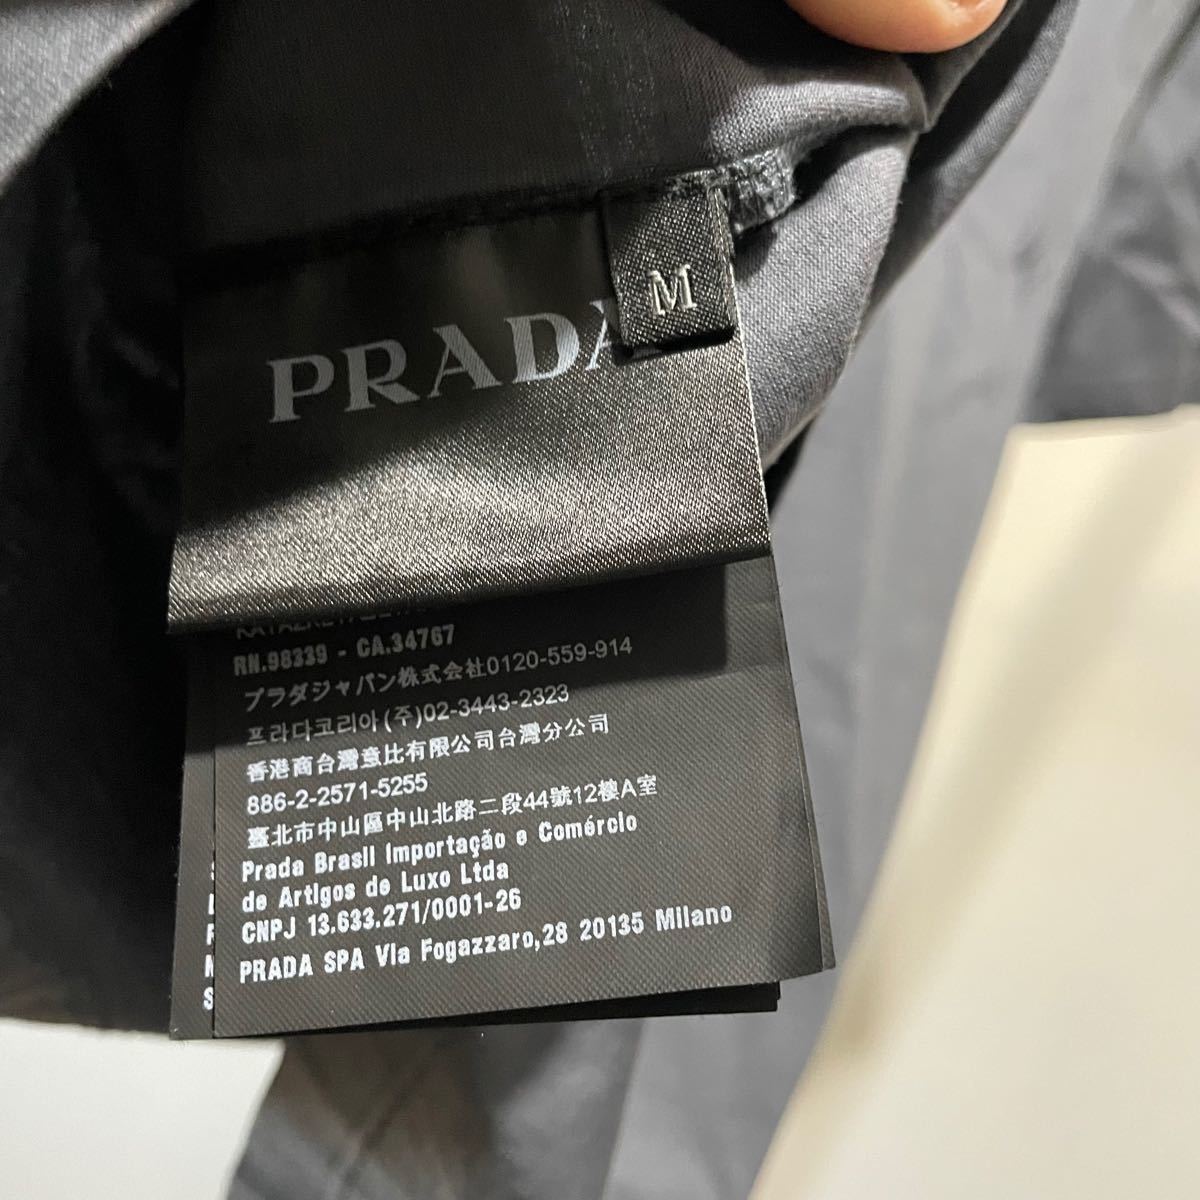 M
PRADA
RN.98339 - CA.34767
プラダジャパン株式会社0120-559-914
프라다코리아(주)02-3443-2323
香港商台灣意比有限公司台灣分公司
886-2-2571-5255
臺北市中山區中山北路二段44號12樓A室
Prada Brasil Importação e Comércio
de Artigos de Luxo Ltda
CNPJ 13.633.271/0001-26
PRADA SPA Via Fogazzaro,28 20135 Milano